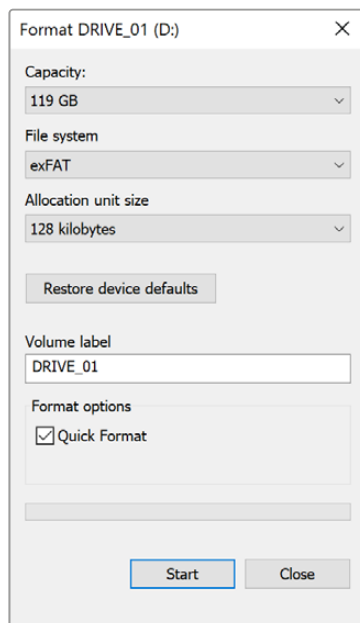 Format DRIVE_01 (D:)
Capacity:
119 GB
File system
exFAT
Allocation unit size
128 kilobytes
Restore device defaults
Volume label
DRIVE_01
Format options
Quick Format
Start Close